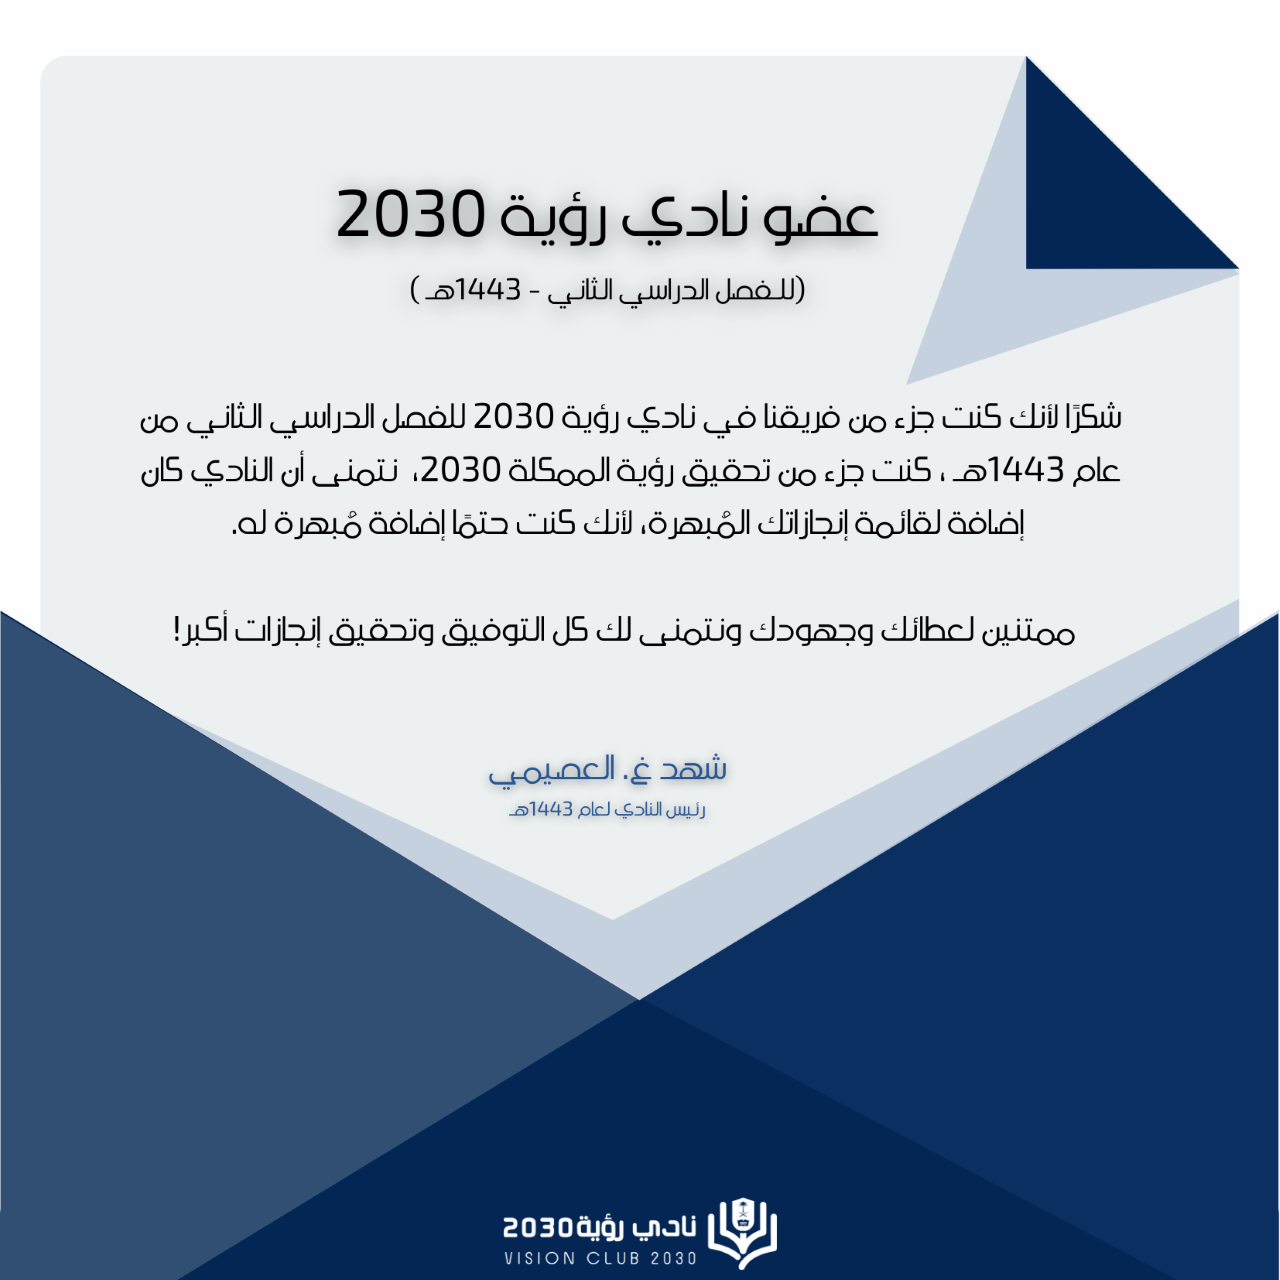 عضو نادي رؤية 2030
(للفصل الدراسي الثاني - 1443هـ )
شكرًا لأنك كنت جزء من فريقنا في نادي رؤية 2030 للفصل الدراسي الثاني من
عام 1443هـ ، كنت جزء من تحقيق رؤية الممكلة 2030، نتمنى أن النادي كان
إضافة لقائمة إنجازاتك المُبهرة، لأنك كنت حتمًا إضافة مُبهرة له.
ممتنين لعطائك وجهودك ونتمنى لك كل التوفيق وتحقيق إنجازات أكبر!
شهد غ. العصيمي
رئيس النادي لعام 1443هـ
نادي رؤية2030
VISION CLUB 2030